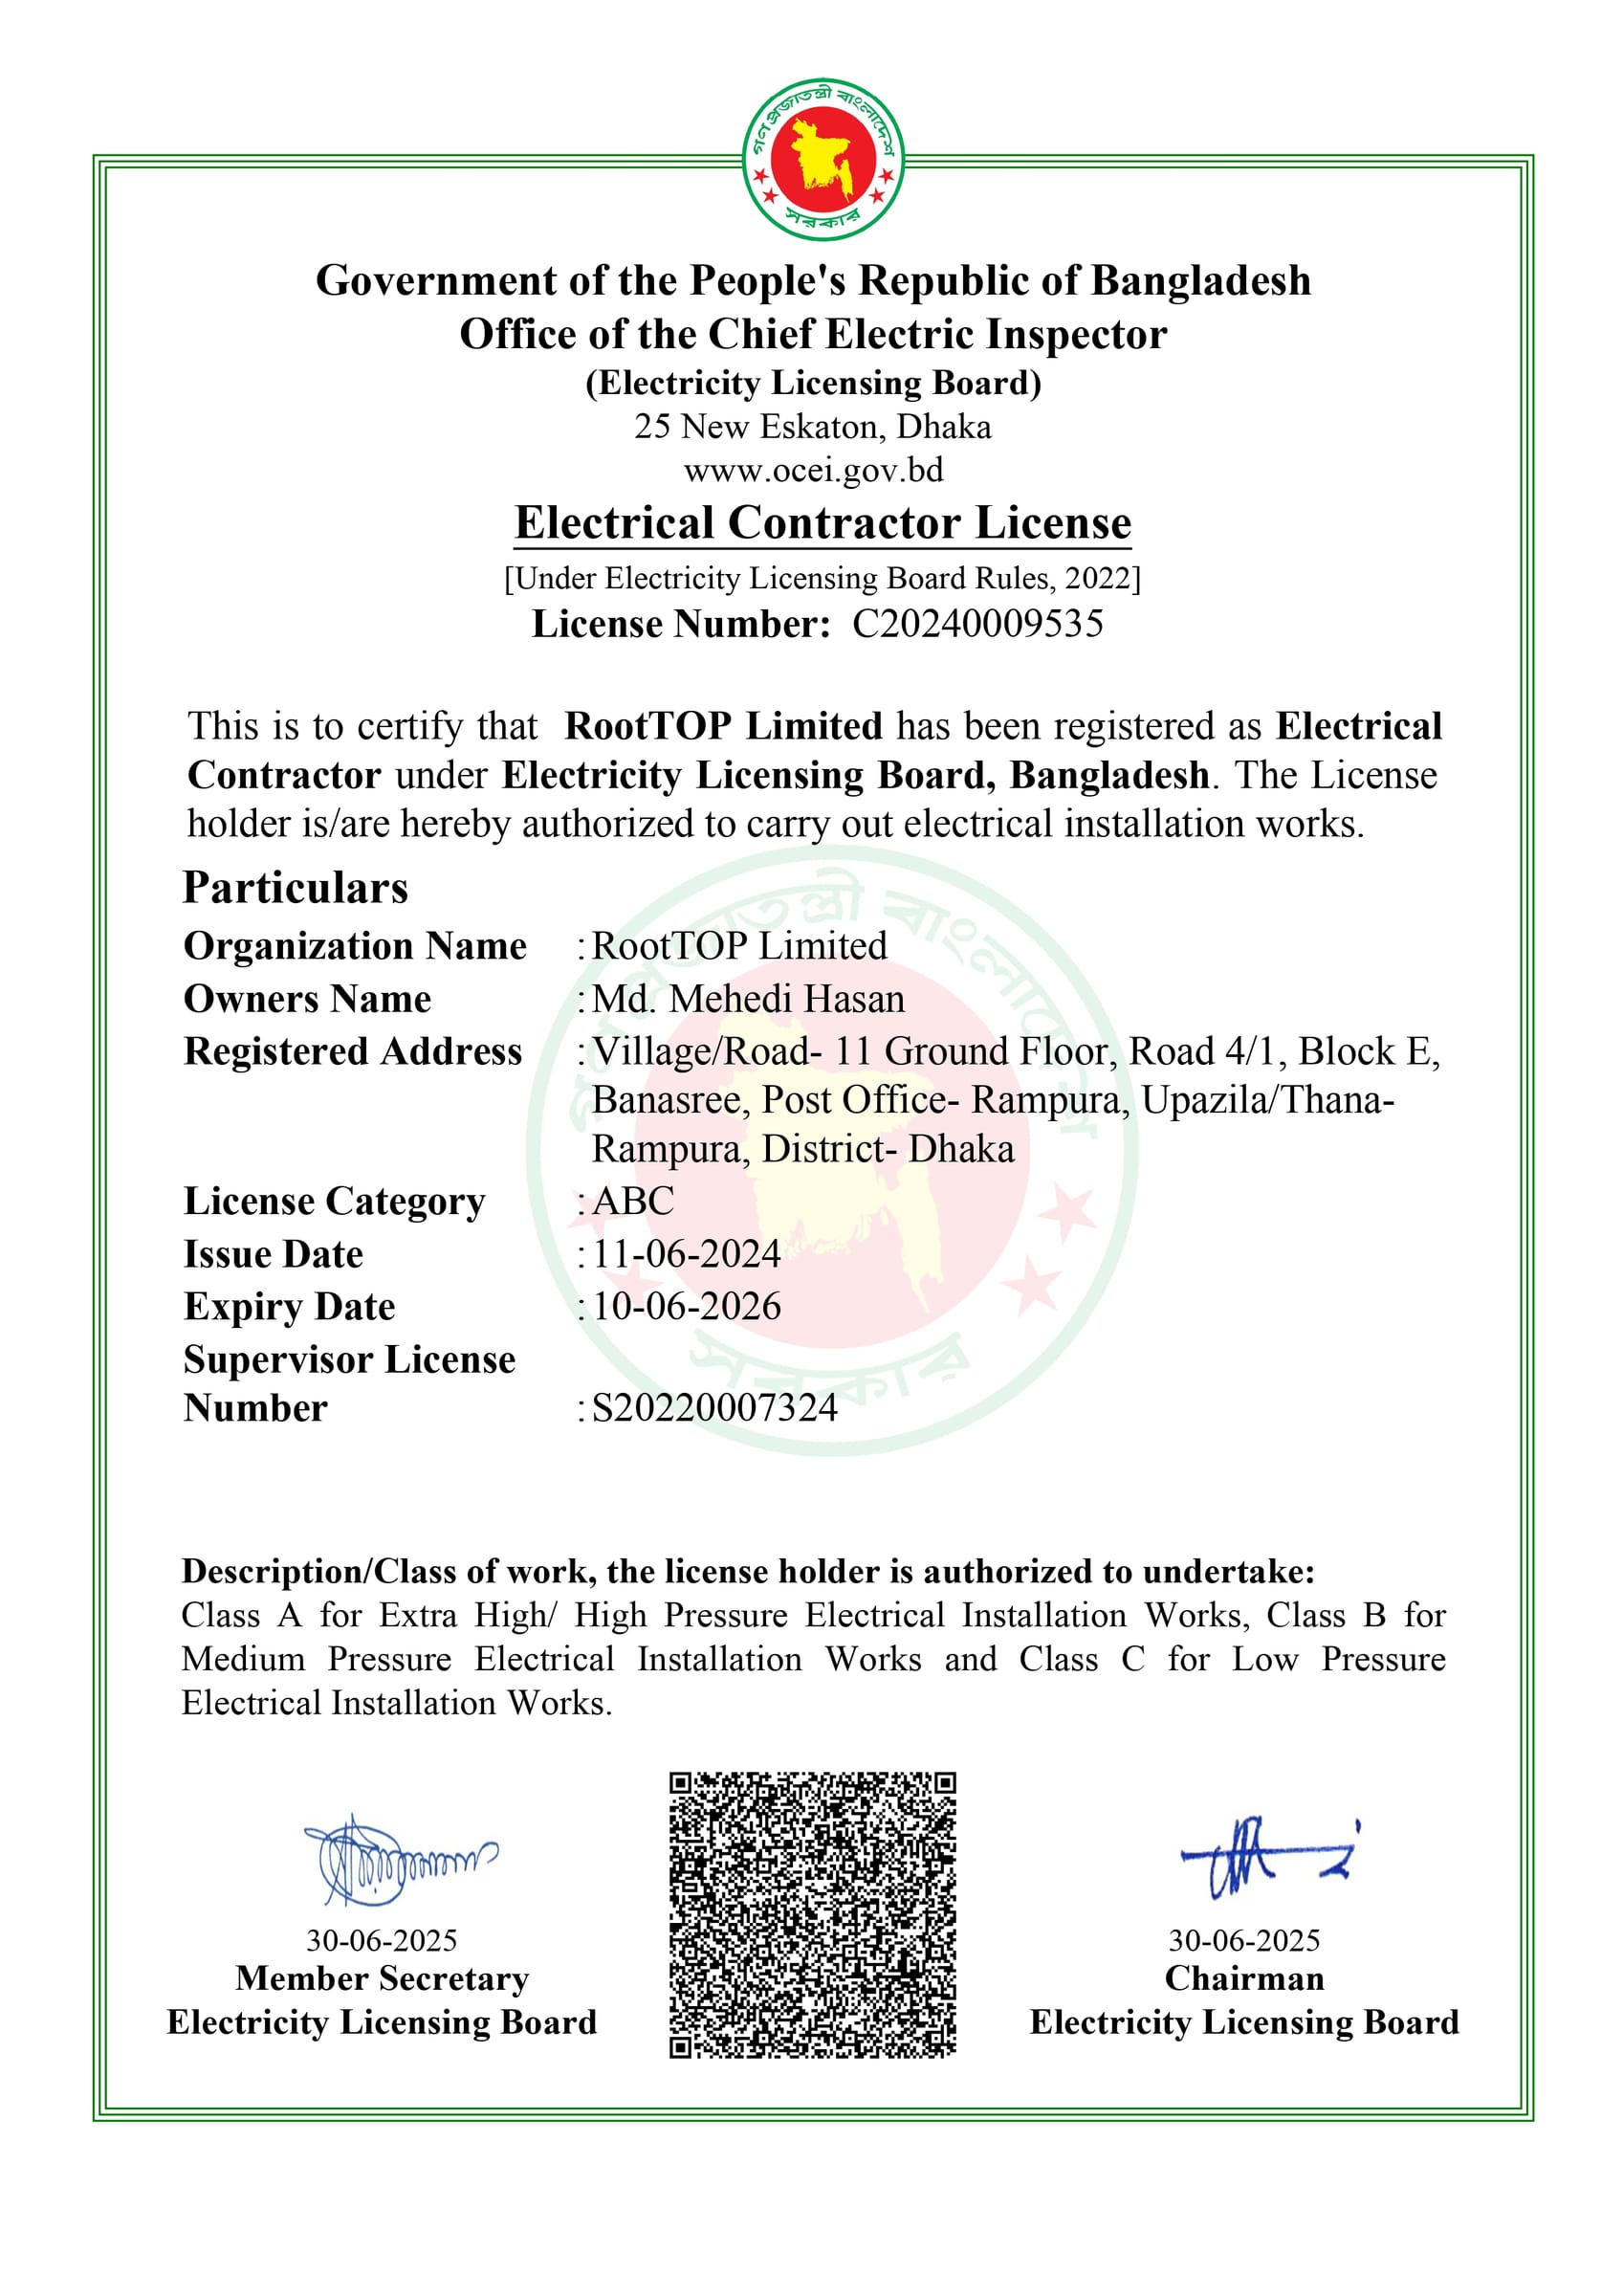 গণপ্রজাতন্ত্রী বাংলাদেশ
সরকার
Government of the People's Republic of Bangladesh
Office of the Chief Electric Inspector
(Electricity Licensing Board)
25 New Eskaton, Dhaka
www.ocei.gov.bd
Electrical Contractor License
[Under Electricity Licensing Board Rules, 2022]
License Number: C20240009535
This is to certify that RootTOP Limited has been registered as Electrical
Contractor under Electricity Licensing Board, Bangladesh. The License
holder is/are hereby authorized to carry out electrical installation works.
গণপ্রজাতন্ত্রী বাংলাদেশ
Particulars
Organization Name : RootTOP Limited
Owners Name : Md. Mehedi Hasan
Registered Address : Village/Road- 11 Ground Floor, Road 4/1, Block E,
Banasree, Post Office- Rampura, Upazila/Thana-
Rampura, District- Dhaka
License Category : ABC
Issue Date : 11-06-2024
Expiry Date : 10-06-2026
Supervisor License
Number : S20220007324
সরকার
Description/Class of work, the license holder is authorized to undertake:
Class A for Extra High/ High Pressure Electrical Installation Works, Class B for
Medium Pressure Electrical Installation Works and Class C for Low Pressure
Electrical Installation Works.
30-06-2025
Member Secretary
Electricity Licensing Board
30-06-2025
Chairman
Electricity Licensing Board